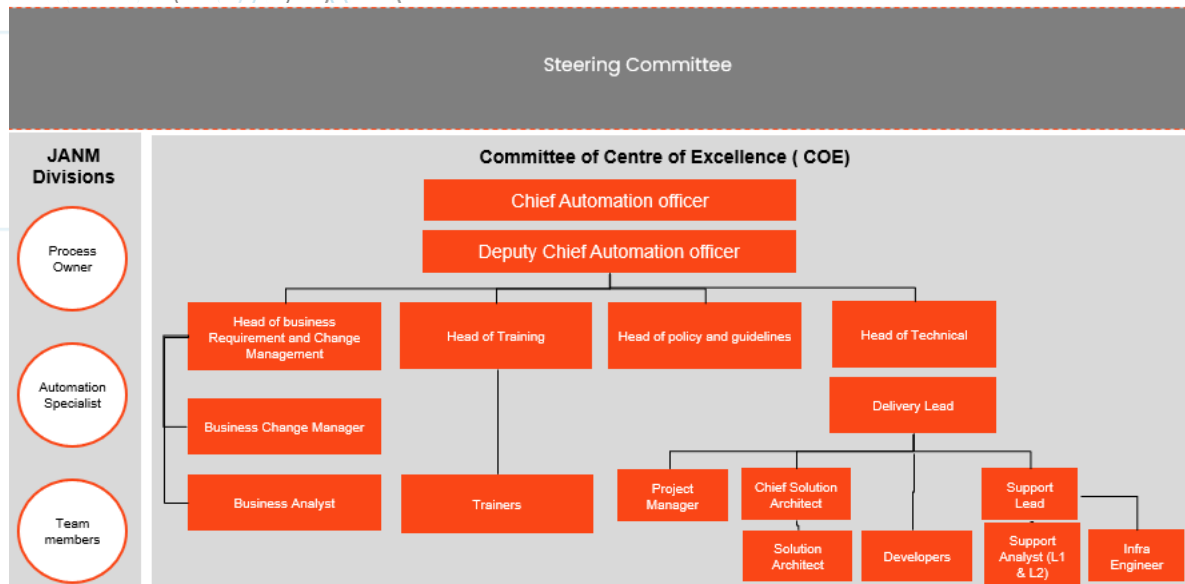 Steering Committee
JANM
Divisions
Process
Owner
Automation
Specialist
Team
members
Committee of Centre of Excellence ( COE)
Chief Automation officer
Deputy Chief Automation officer
Head of business
Requirement and Change
Management
Head of Training
Head of policy and guidelines
Head of Technical
Business Change Manager
Delivery Lead
Business Analyst
Trainers
Project
Manager
Chief Solution
Architect
Support
Lead
Solution
Architect
Developers
Support
Analyst (L1
& L2)
Infra
Engineer